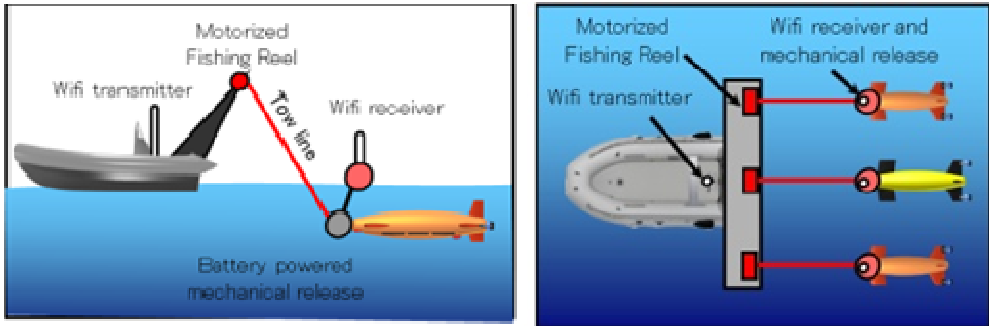 Motorized
Fishing Reel
Wifi transmitter
Wifi receiver
Tow line
Battery powered
mechanical release
Motorized
Fishing Reel
Wifi receiver and
mechanical release
Wifi transmitter